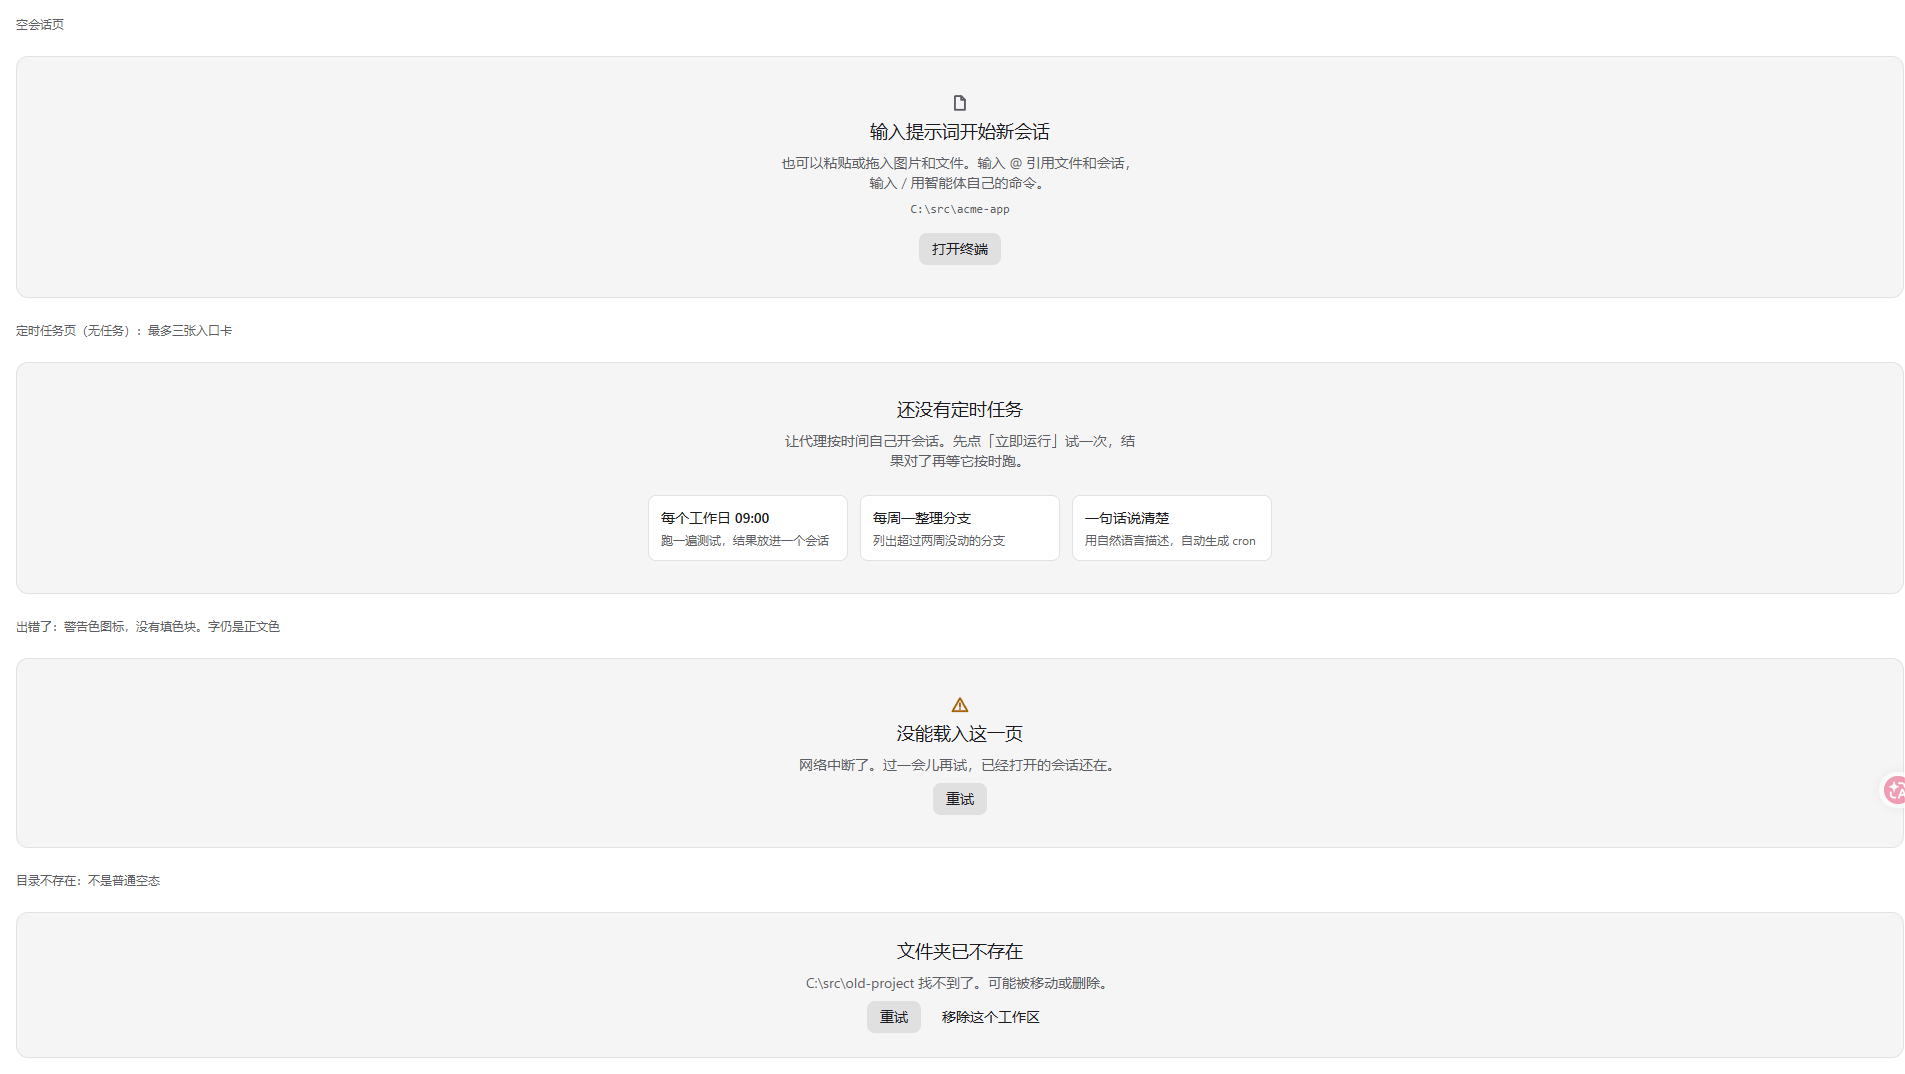 空会话页
输入提示词开始新会话
也可以粘贴或拖入图片和文件。输入 @ 引用文件和会话，
输入 / 用智能体自己的命令。
C:\src\acme-app
打开终端
定时任务页（无任务）：最多三张入口卡
还没有定时任务
让代理按时间自己开会话。先点「立即运行」试一次，结
果对了再等它按时跑。
每个工作日 09:00
跑一遍测试，结果放进一个会话
每周一整理分支
列出超过两周没动的分支
一句话说清楚
用自然语言描述，自动生成 cron
出错了：警告色图标，没有填色块。字仍是正文色
没能载入这一页
网络中断了。过一会儿再试，已经打开的会话还在。
重试
目录不存在：不是普通空态
文件夹已不存在
C:\src\old-project 找不到了。可能被移动或删除。
重试
移除这个工作区